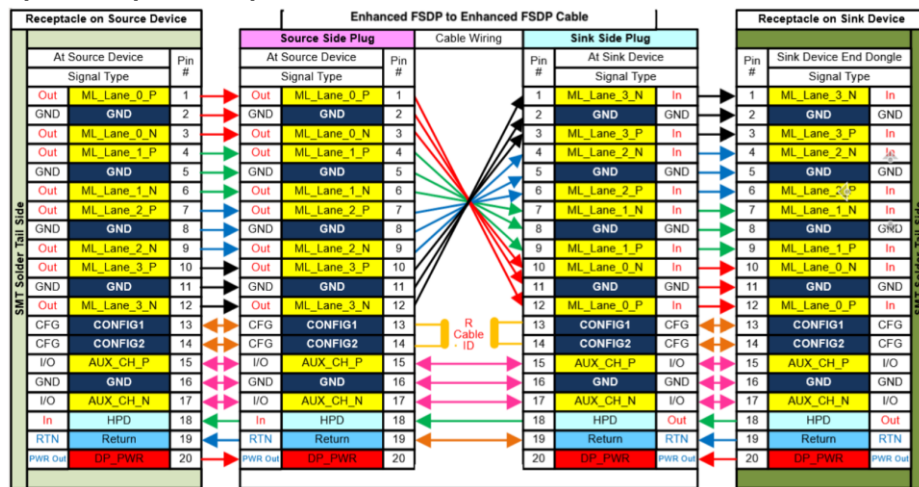 Receptacle on Source Device
Enhanced FSDP to Enhanced FSDP Cable
Receptacle on Sink Device
Source Side Plug Cable Wiring Sink Side Plug
At Source Device Pin # At Source Device Pin # Pin # At Sink Device Pin # Sink Device End Dongle
Signal Type Signal Type Signal Type Signal Type
Out ML_Lane_0_P 1 Out ML_Lane_0_P 1 1 ML_Lane_3_N In 1 ML_Lane_3_N In
GND GND 2 GND GND 2 2 GND GND 2 GND GND
Out ML_Lane_0_N 3 Out ML_Lane_0_N 3 3 ML_Lane_3_P In 3 ML_Lane_3_P In
Out ML_Lane_1_P 4 Out ML_Lane_1_P 4 4 ML_Lane_2_N In 4 ML_Lane_2_N In
GND GND 5 GND GND 5 5 GND GND 5 GND GND
Out ML_Lane_1_N 6 Out ML_Lane_1_N 6 6 ML_Lane_2_P In 6 ML_Lane_2_P In
Out ML_Lane_2_P 7 Out ML_Lane_2_P 7 7 ML_Lane_1_N In 7 ML_Lane_1_N In
GND GND 8 GND GND 8 8 GND GND 8 GND GND
Out ML_Lane_2_N 9 Out ML_Lane_2_N 9 9 ML_Lane_1_P In 9 ML_Lane_1_P In
Out ML_Lane_3_P 10 Out ML_Lane_3_P 10 10 ML_Lane_0_N In 10 ML_Lane_0_N In
GND GND 11 GND GND 11 11 GND GND 11 GND GND
Out ML_Lane_3_N 12 Out ML_Lane_3_N 12 12 ML_Lane_0_P In 12 ML_Lane_0_P In
CFG CONFIG1 13 CFG CONFIG1 13 R Cable ID 13 CONFIG1 CFG 13 CONFIG1 CFG
CFG CONFIG2 14 CFG CONFIG2 14 14 CONFIG2 CFG 14 CONFIG2 CFG
I/O AUX_CH_P 15 I/O AUX_CH_P 15 15 AUX_CH_P I/O 15 AUX_CH_P I/O
GND GND 16 GND GND 16 16 GND GND 16 GND GND
I/O AUX_CH_N 17 I/O AUX_CH_N 17 17 AUX_CH_N I/O 17 AUX_CH_N I/O
In HPD 18 In HPD 18 18 HPD Out 18 HPD Out
RTN Return 19 RTN Return 19 19 Return RTN 19 Return RTN
PWR Out DP_PWR 20 PWR Out DP_PWR 20 20 DP_PWR PWR Out 20 DP_PWR PWR Out
SMT Solder Tail Side
SMT Solder Tail Side